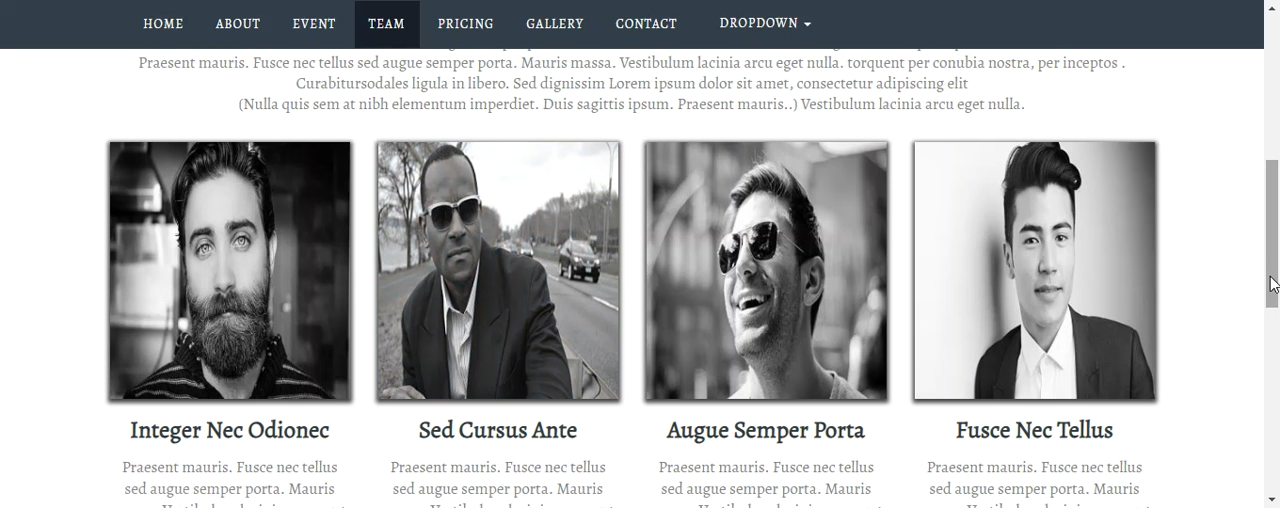 HOME ABOUT EVENT TEAM PRICING GALLERY CONTACT DROPDOWN
Praesent mauris. Fusce nec tellus sed augue semper porta. Mauris massa. Vestibulum lacinia arcu eget nulla. torquent per conubia nostra, per inceptos .
Curabitursodales ligula in libero. Sed dignissim Lorem ipsum dolor sit amet, consectetur adipiscing elit
(Nulla quis sem at nibh elementum imperdiet. Duis sagittis ipsum. Praesent mauris..) Vestibulum lacinia arcu eget nulla.
Integer Nec Odionec
Praesent mauris. Fusce nec tellus
sed augue semper porta. Mauris
Sed Cursus Ante
Praesent mauris. Fusce nec tellus
sed augue semper porta. Mauris
Augue Semper Porta
Praesent mauris. Fusce nec tellus
sed augue semper porta. Mauris
Fusce Nec Tellus
Praesent mauris. Fusce nec tellus
sed augue semper porta. Mauris